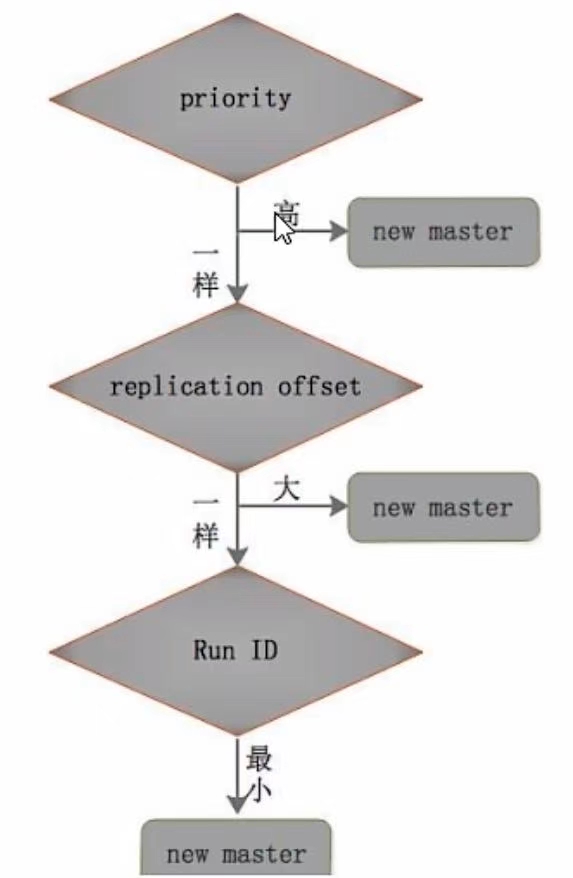 priority
高
new master
一
样
replication offset
大
new master
一
样
Run ID
最
小
new master